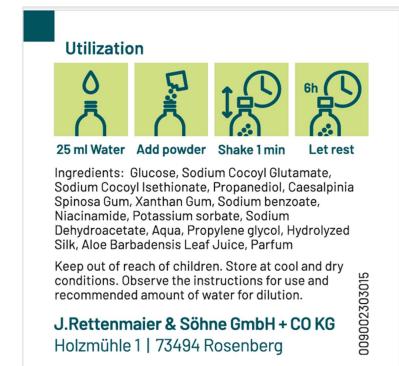 Utilization
6h
25 ml Water Add powder Shake 1 min Let rest
Ingredients: Glucose, Sodium Cocoyl Glutamate,
Sodium Cocoyl Isethionate, Propanediol, Caesalpinia
Spinosa Gum, Xanthan Gum, Sodium benzoate,
Niacinamide, Potassium sorbate, Sodium
Dehydroacetate, Aqua, Propylene glycol, Hydrolyzed
Silk, Aloe Barbadensis Leaf Juice, Parfum
Keep out of reach of children. Store at cool and dry
conditions. Observe the instructions for use and
recommended amount of water for dilution.
J.Rettenmaier & Söhne GmbH + CO KG
Holzmühle 1 | 73494 Rosenberg
009002303015